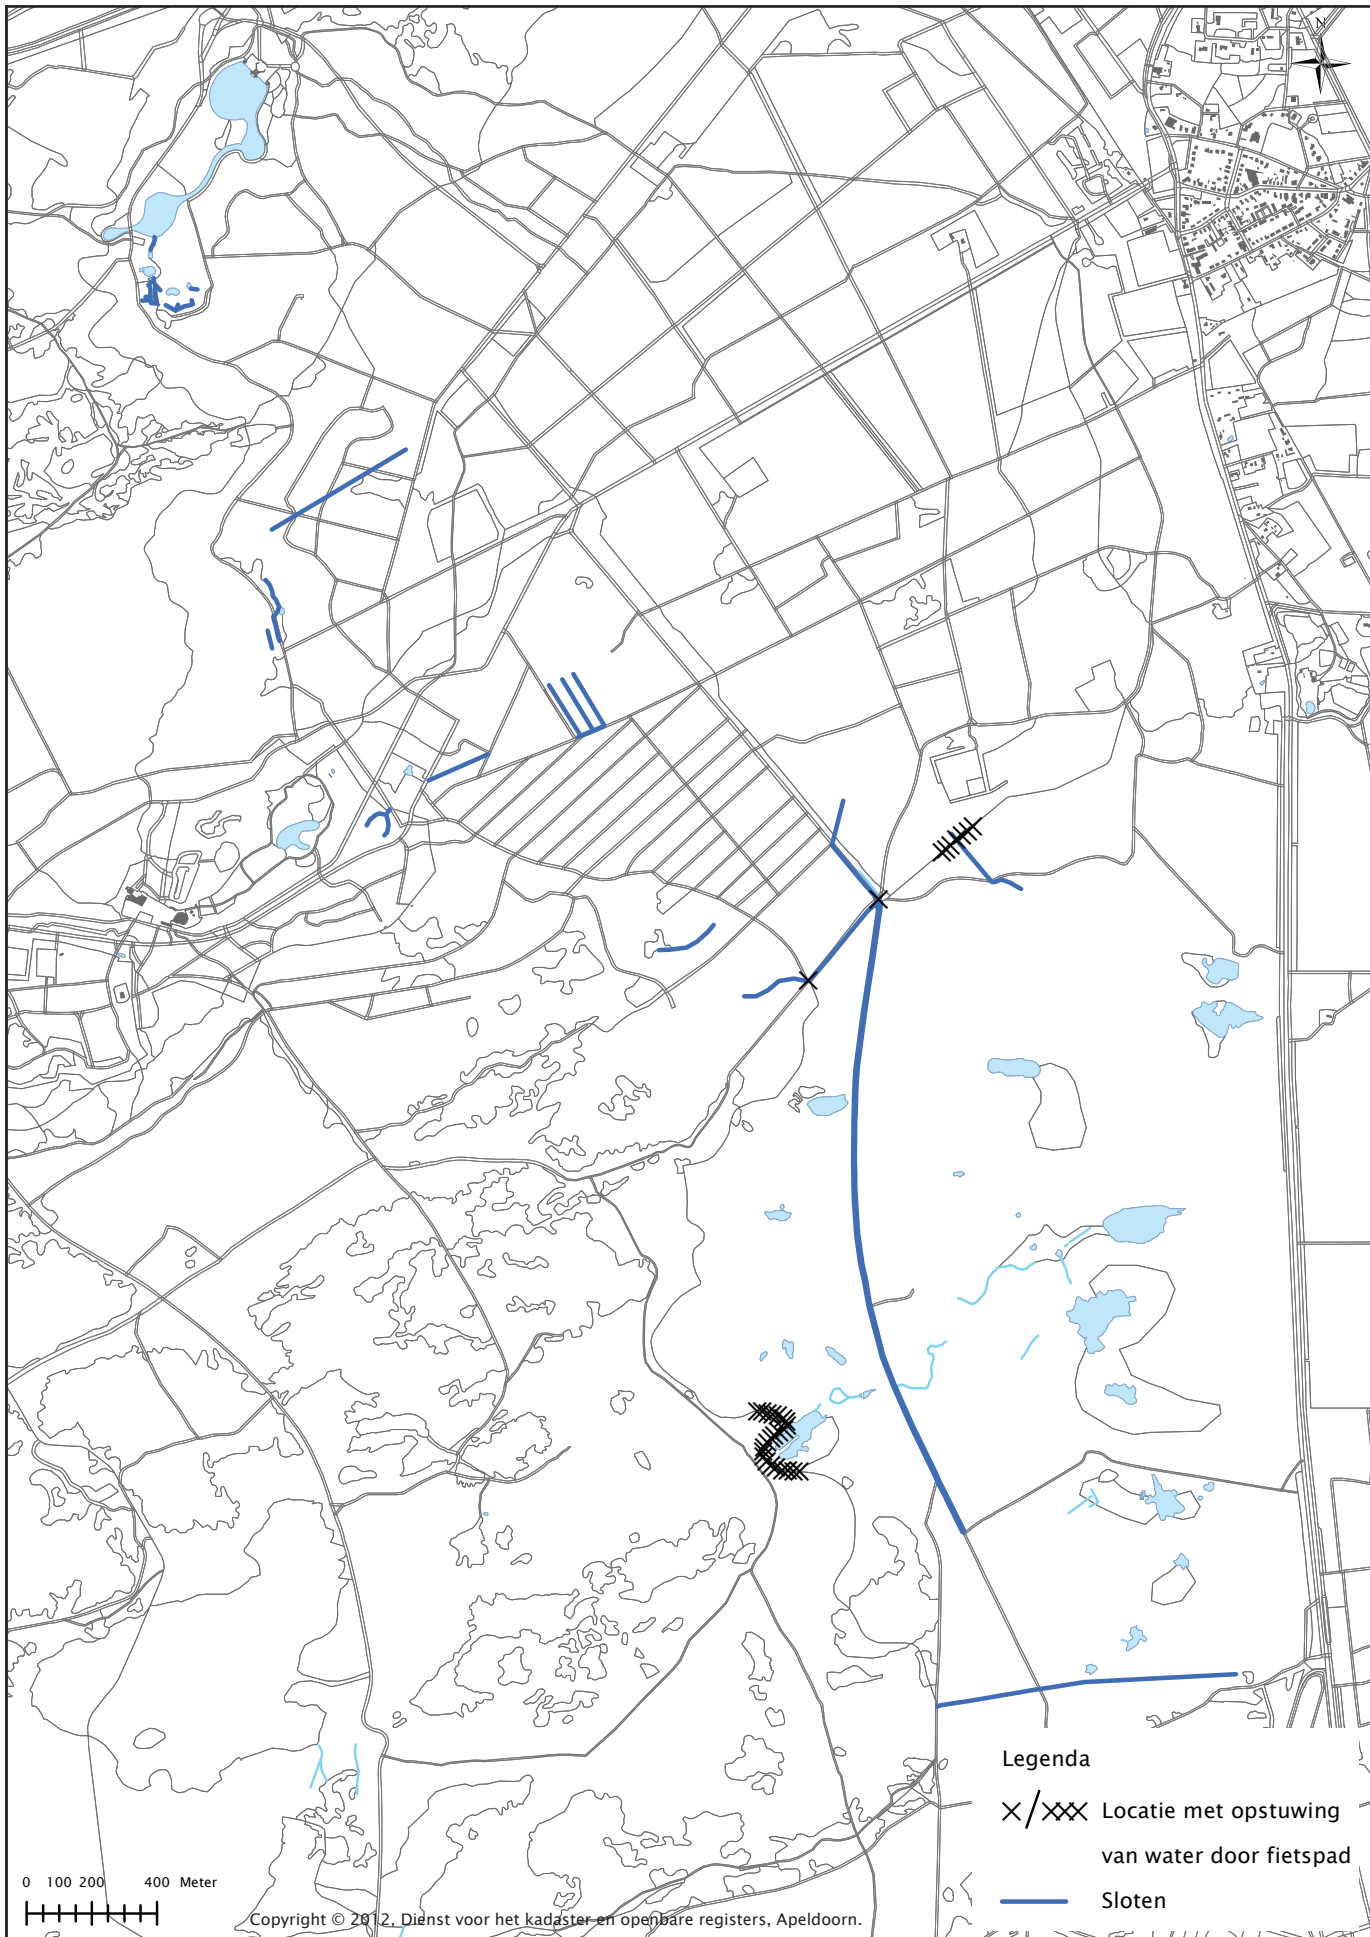 N
Legenda
Locatie met opstuwing
van water door fietspad
Sloten
0 100 200 400 Meter
Copyright © 2012, Dienst voor het kadaster en openbare registers, Apeldoorn.